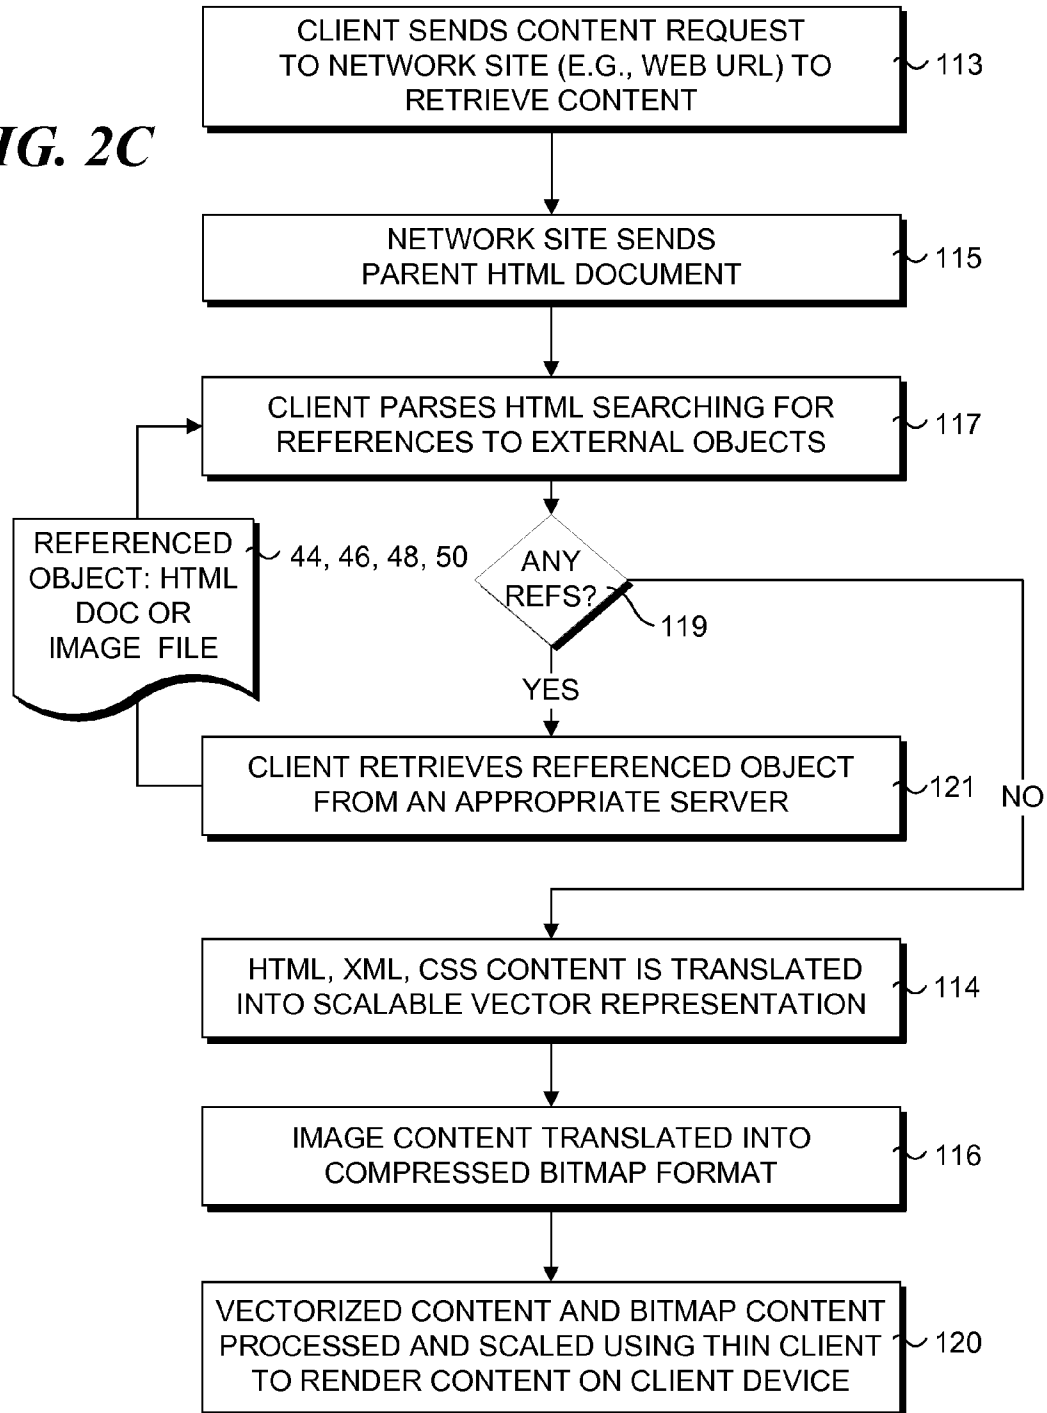 CLIENT SENDS CONTENT REQUEST
TO NETWORK SITE (E.G., WEB URL) TO
RETRIEVE CONTENT
113
IG. 2C
NETWORK SITE SENDS
PARENT HTML DOCUMENT
115
CLIENT PARSES HTML SEARCHING FOR
REFERENCES TO EXTERNAL OBJECTS
117
REFERENCED
OBJECT: HTML
DOC OR
IMAGE FILE
44, 46, 48, 50
ANY
REFS?
119
YES
NO
CLIENT RETRIEVES REFERENCED OBJECT
FROM AN APPROPRIATE SERVER
121
HTML, XML, CSS CONTENT IS TRANSLATED
INTO SCALABLE VECTOR REPRESENTATION
114
IMAGE CONTENT TRANSLATED INTO
COMPRESSED BITMAP FORMAT
116
VECTORIZED CONTENT AND BITMAP CONTENT
PROCESSED AND SCALED USING THIN CLIENT
TO RENDER CONTENT ON CLIENT DEVICE
120